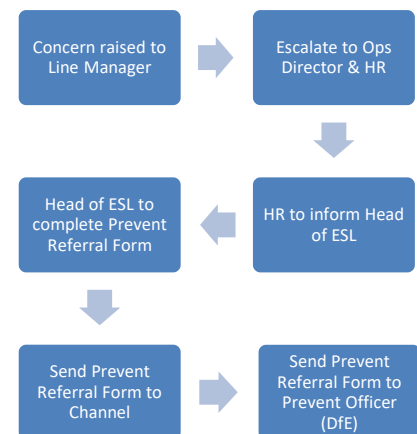 Concern raised to
Line Manager
Escalate to Ops
Director & HR
HR to inform Head
of ESL
Head of ESL to
complete Prevent
Referral Form
Send Prevent
Referral Form to
Channel
Send Prevent
Referral Form to
Prevent Officer
(DfE)